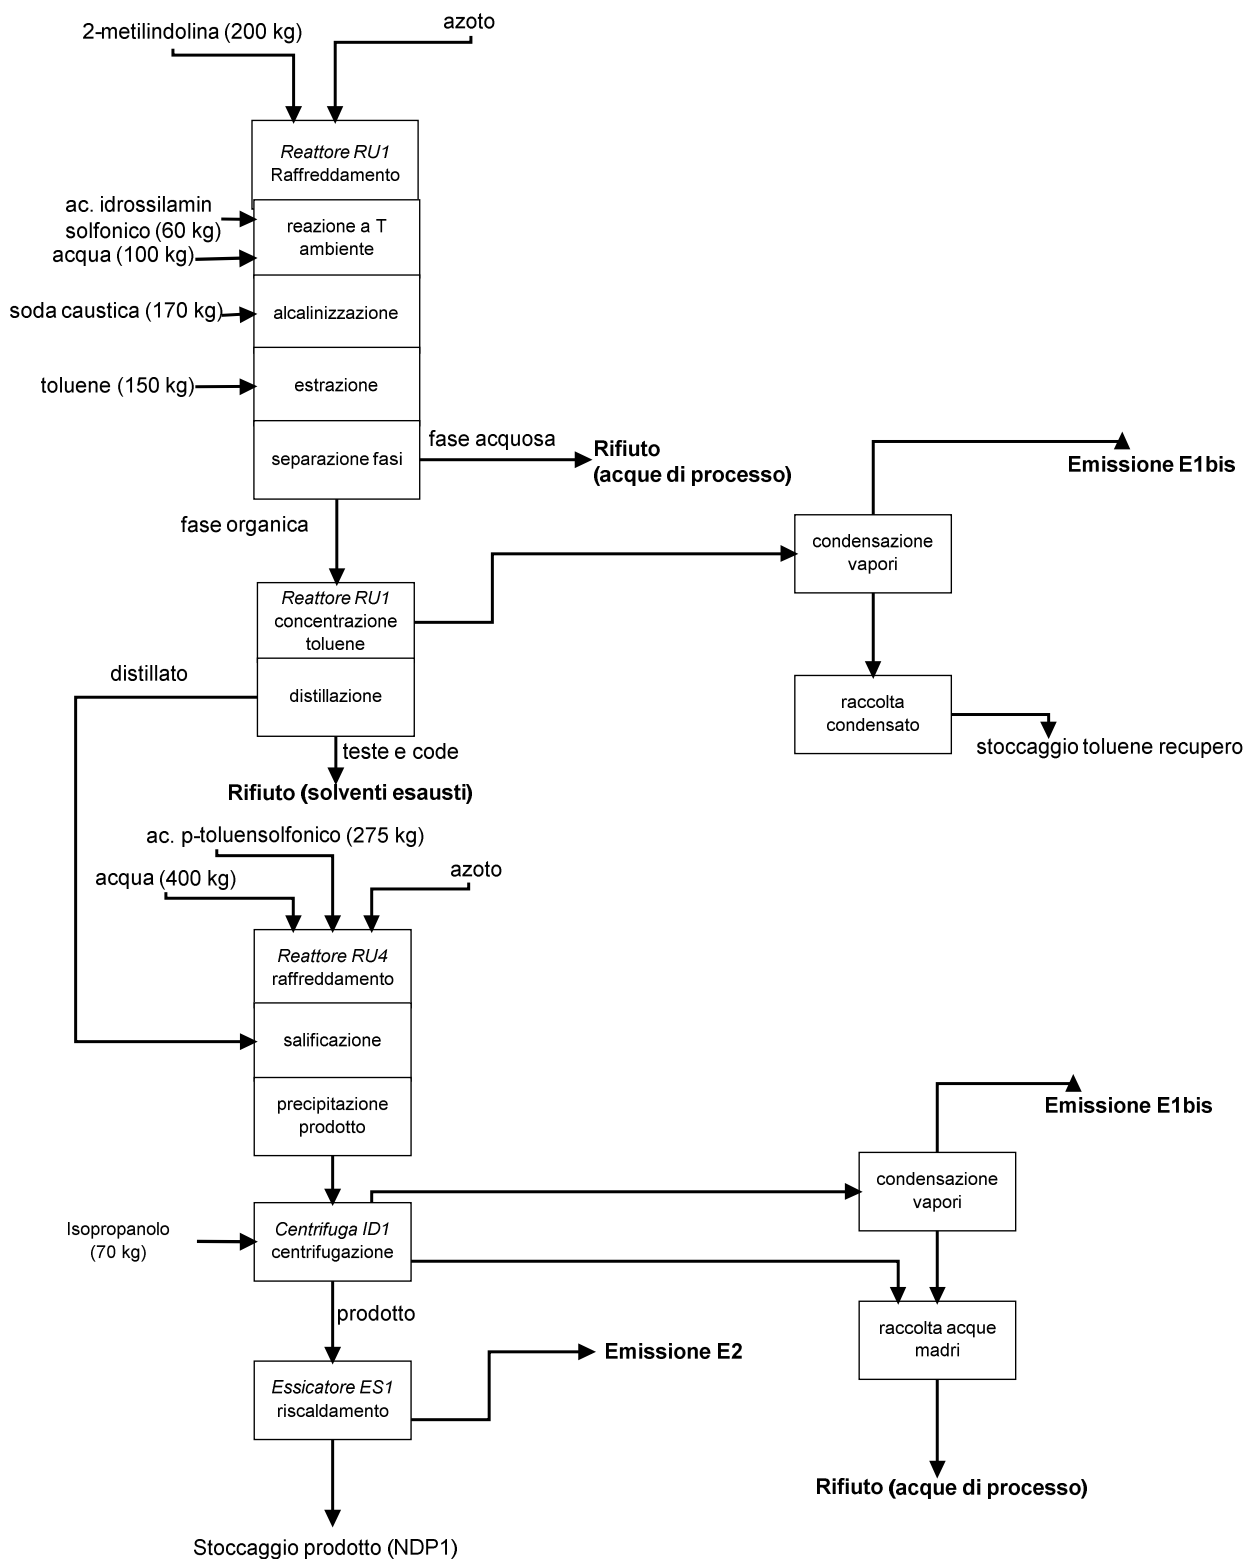 2-metilindolina (200 kg)
azoto
Reattore RU1
Raffreddamento
ac. idrossilamin
solfonico (60 kg)
acqua (100 kg)
reazione a T
ambiente
soda caustica (170 kg)
alcalinizzazione
toluene (150 kg)
estrazione
separazione fasi
fase acquosa
Rifiuto
(acque di processo)
Emissione E1bis
fase organica
condensazione
vapori
Reattore RU1
concentrazione
toluene
distillato
distillazione
raccolta
condensato
stoccaggio toluene recupero
teste e code
Rifiuto (solventi esausti)
ac. p-toluensolfonico (275 kg)
acqua (400 kg)
azoto
Reattore RU4
raffreddamento
salificazione
precipitazione
prodotto
Emissione E1bis
condensazione
vapori
Isopropanolo
(70 kg)
Centrifuga ID1
centrifugazione
prodotto
raccolta acque
madri
Emissione E2
Essicatore ES1
riscaldamento
Rifiuto (acque di processo)
Stoccaggio prodotto (NDP1)